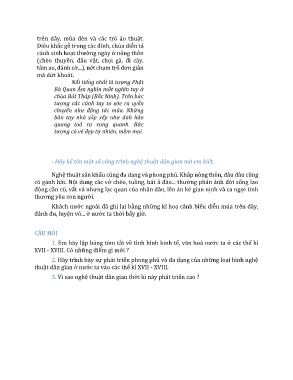 trên dây, múa đèn và các trò ảo thuật.
Điêu khắc gỗ trong các đình, chùa diễn tả
cảnh sinh hoạt thường ngày ở nông thôn
(chèo thuyền, đấu vật, chọi gà, đi cày,
tắm ao, đánh cờ...), nét chạm trổ đơn giản
mà dứt khoát.
Nổi tiếng nhất là tượng Phật
Bà Quan Âm nghìn mắt nghìn tay ở
chùa Bút Tháp (Bắc Ninh). Trên bức
tượng các cánh tay to xòe ra uyển
chuyển như động tác múa. Những
bàn tay nhỏ sắp xếp như ánh hào
quang toả ra xung quanh. Bức
tượng có vẻ đẹp tự nhiên, mềm mại.
- Hãy kể tên một số công trình nghệ thuật dân gian mà em biết.
Nghệ thuật sân khấu cũng đa dạng và phong phú. Khắp nông thôn, đâu đâu cũng
có gánh hát. Nội dung các vở chèo, tuồng, hát ả đào... thường phản ánh đời sống lao
động cần cù, vất vả nhưng lạc quan của nhân dân, lên án kẻ gian nịnh và ca ngợi tình
thương yêu con người.
Khách nước ngoài đã ghi lại bằng những kí hoạ cảnh biểu diễn múa trên dây,
đánh đu, luyện võ... ở nước ta thời bấy giờ.
CÂU HỎI
1. Em hãy lập bảng tóm tắt về tình hình kinh tế, văn hoá nước ta ở các thế kỉ
XVII - XVIII. Có những điểm gì mới ?
2. Hãy trình bày sự phát triển phong phú và đa dạng của những loại hình nghệ
thuật dân gian ở nước ta vào các thế kỉ XVII - XVIII.
3. Vì sao nghệ thuật dân gian thời kì này phát triển cao ?